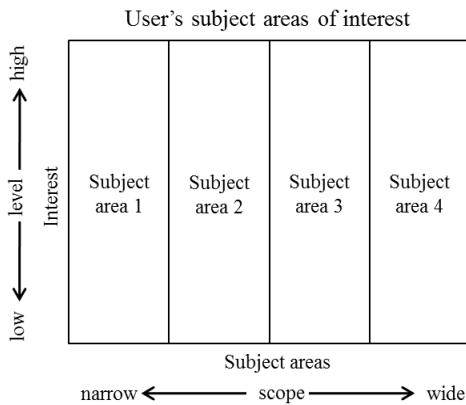 User's subject areas of interest
high
level
low
Interest
Subject
area 1
Subject
area 2
Subject
area 3
Subject
area 4
Subject areas
narrow scope wide